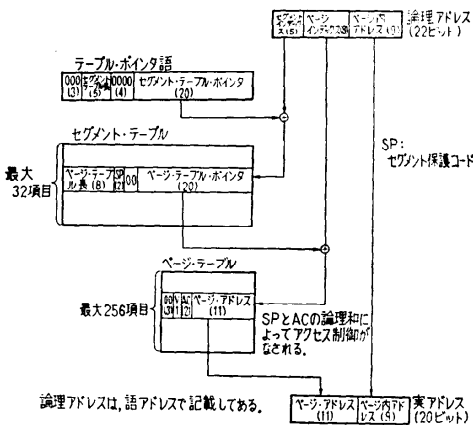 セグメント
インデックス(5)
ページ
インデックス(8)
ページ内
アドレス(9)
論理アドレス
(22ビット)
テーブル・ポインタ語
000
(3)
セグメント
テーブル長
(5)
0000
(4)
セグメント・テーブル・ポインタ
(20)
セグメント・テーブル
SP:
セグメント保護コード
最大
32項目
ページ・テーブ
ル長(8)
SP
(2)
00
ページ・テーブル・ポインタ
(20)
ページ・テーブル
最大256項目
AC
(2)
ページ・アドレス
(11)
SPとACの論理和に
よってアクセス制御が
なされる。
論理アドレスは,語アドレスで記載してある.
ページ・アドレス
(11)
ページ内アド
レス(9)
実アドレス
(20ビット)